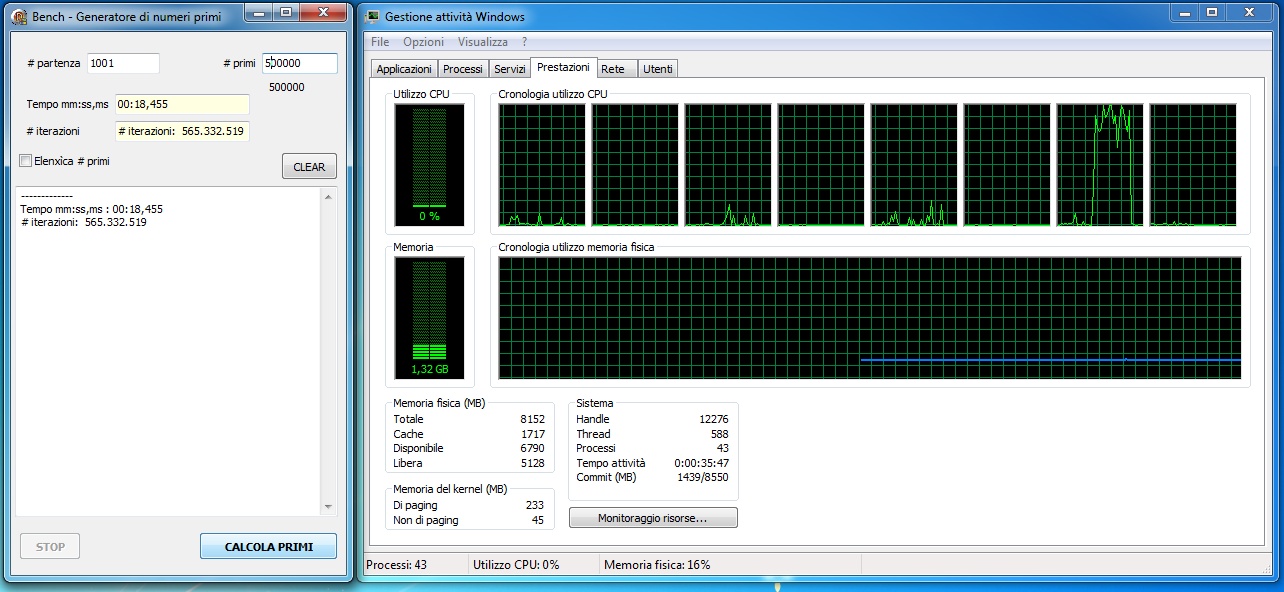 Bench - Generatore di numeri primi
# partenza 1001 # primi 500000
500000
Tempo mm:ss,ms 00:18,455
# iterazioni # iterazioni: 565.332.519
Elenxica # primi
CLEAR
-------------
Tempo mm:ss,ms : 00:18,455
# iterazioni: 565.332.519
STOP CALCOLA PRIMI
Gestione attività Windows
File Opzioni Visualizza ?
Applicazioni Processi Servizi Prestazioni Rete Utenti
Utilizzo CPU Cronologia utilizzo CPU
0 %
Memoria Cronologia utilizzo memoria fisica
1,32 GB
Memoria fisica (MB)
Totale 8152
Cache 1717
Disponibile 6790
Libera 5128
Memoria del kernel (MB)
Di paging 233
Non di paging 45
Sistema
Handle 12276
Thread 588
Processi 43
Tempo attività 0:00:35:47
Commit (MB) 1439/8550
Monitoraggio risorse...
Processi: 43 Utilizzo CPU: 0% Memoria fisica: 16%